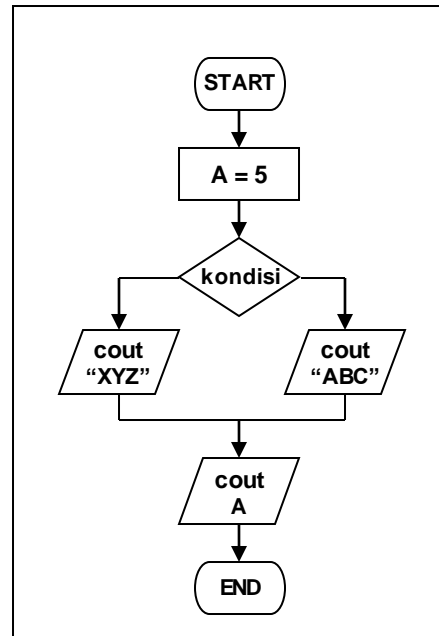 START
A = 5
kondisi
cout
“XYZ”
cout
“ABC”
cout
A
END